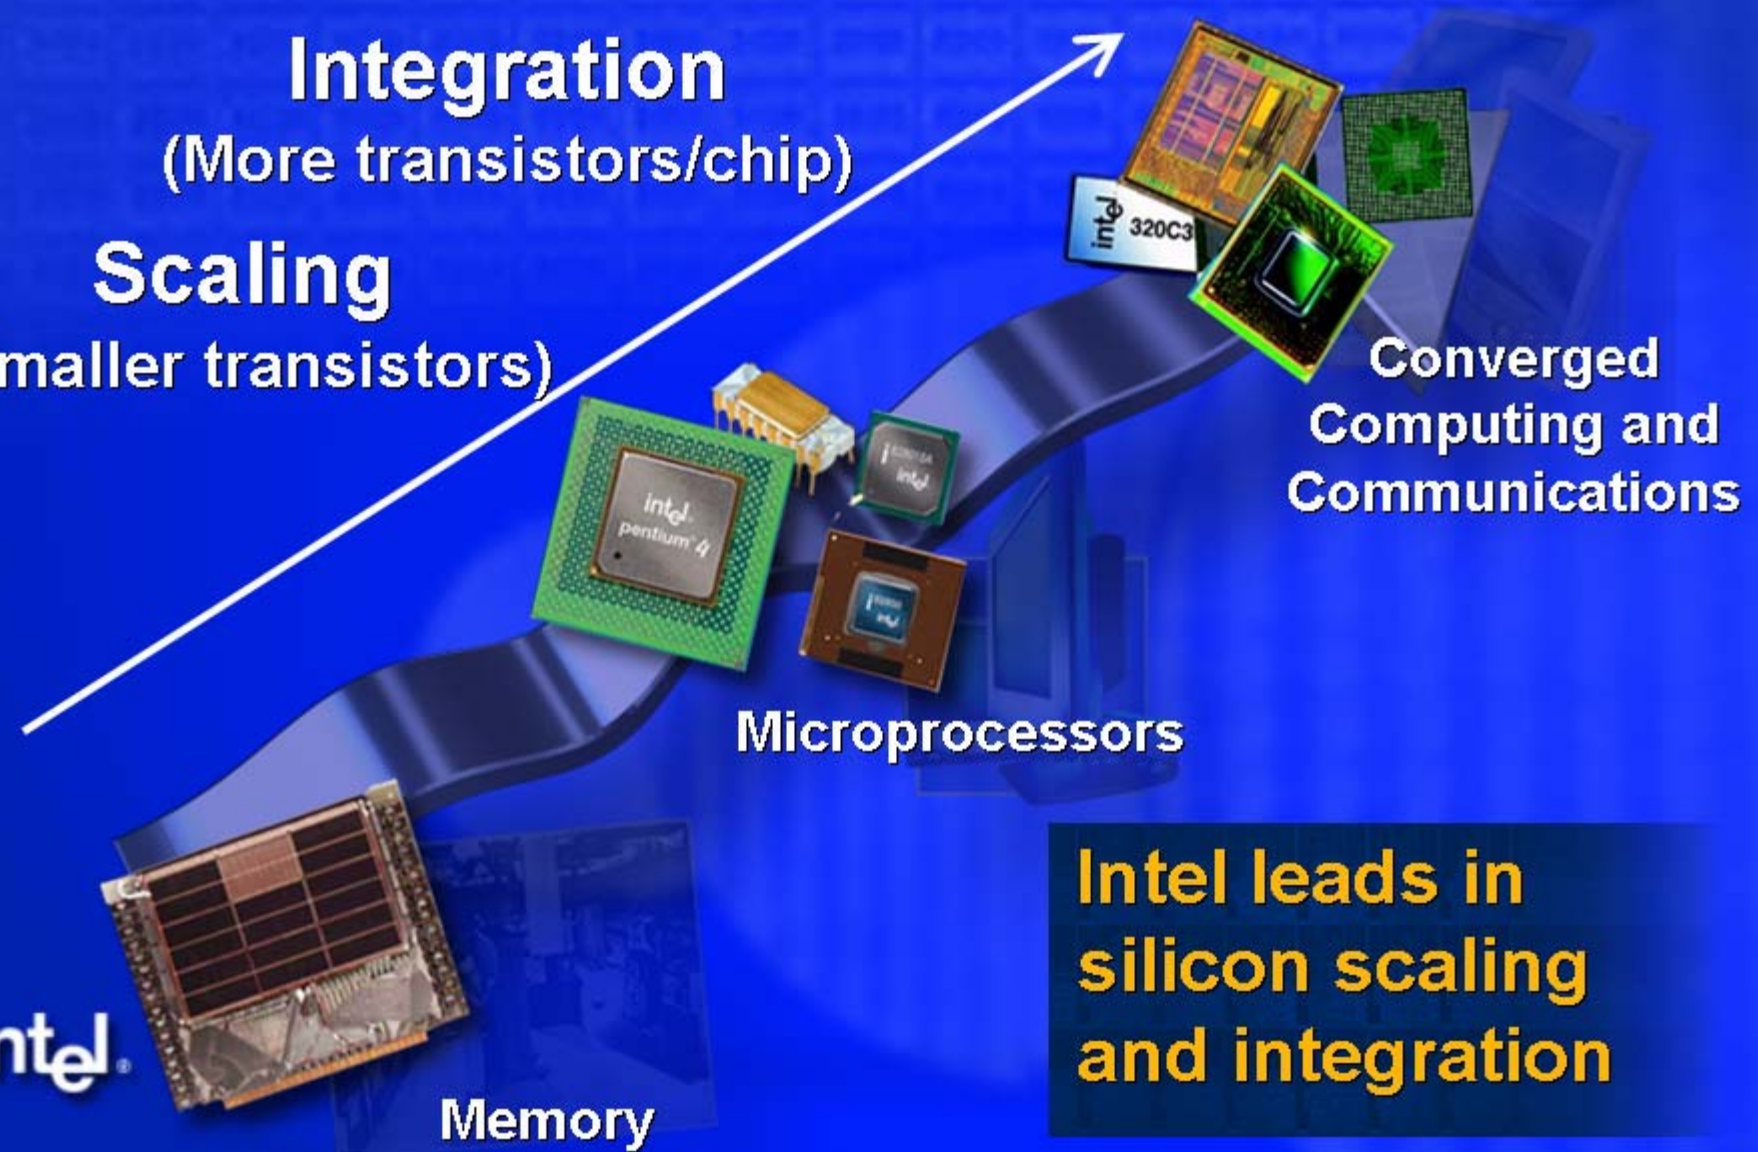 Integration
(More transistors/chip)
Scaling
maller transistors)
intel
320C3
Converged
Computing and
Communications
intel
intel
pentium 4
intel
Microprocessors
Intel leads in
silicon scaling
and integration
ntel
Memory